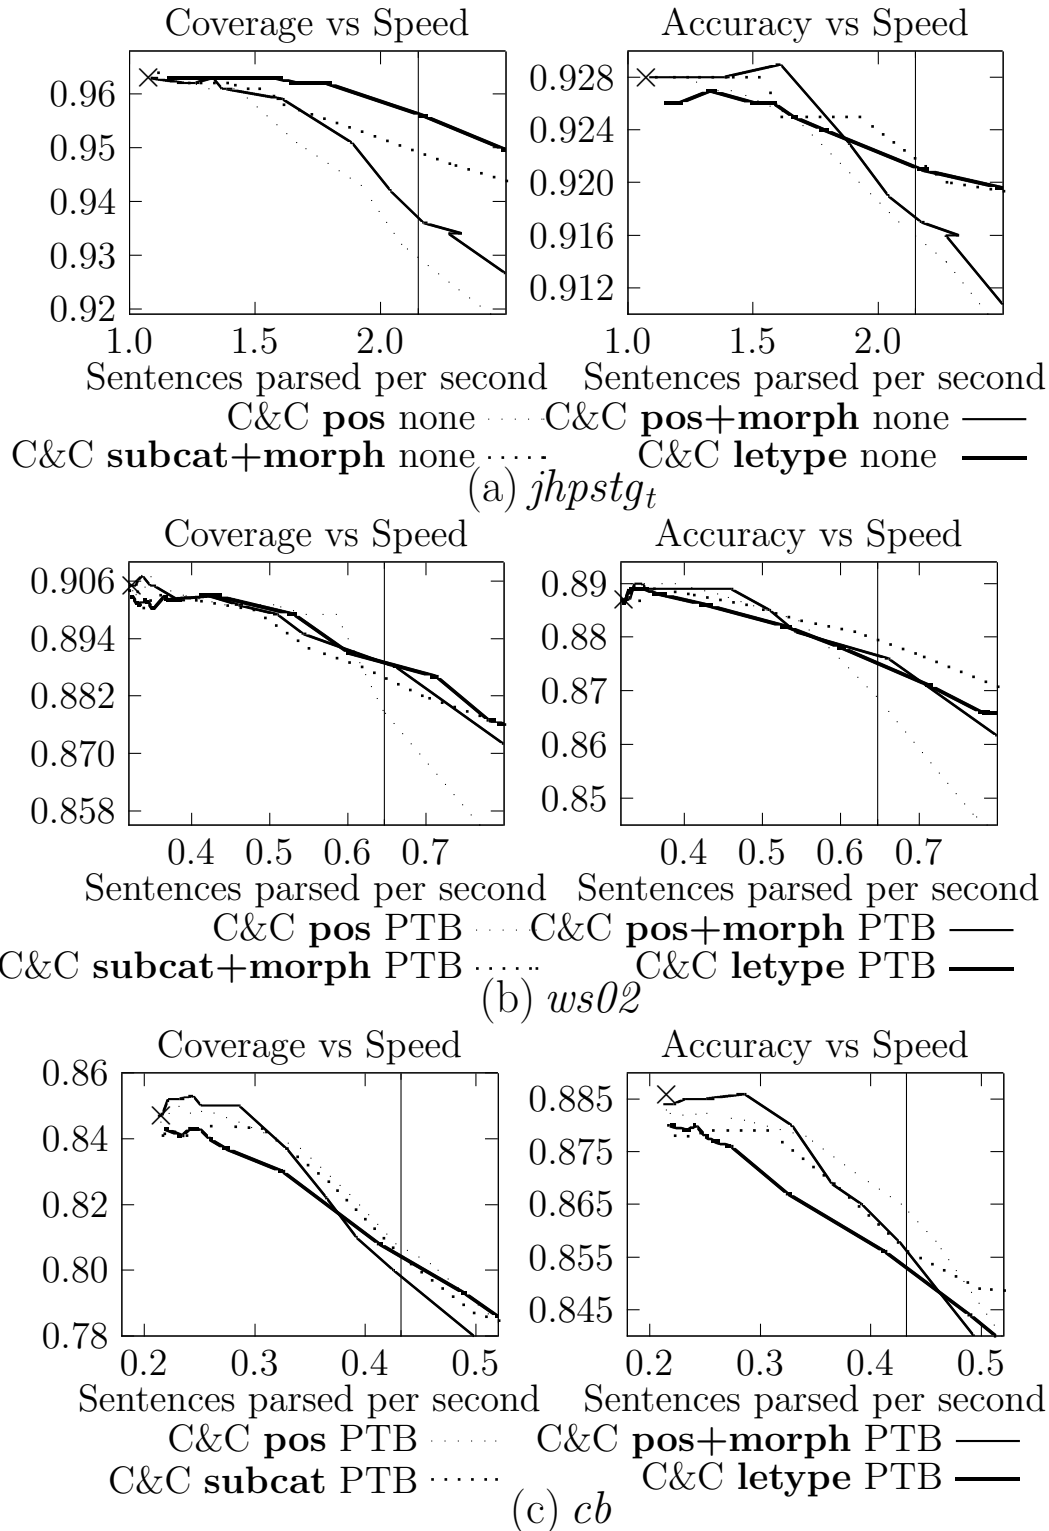 Coverage vs Speed Accuracy vs Speed
0.96 0.928
0.95 0.924
0.94 0.920
0.93 0.916
0.92 0.912
1.0 1.5 2.0 1.0 1.5 2.0
Sentences parsed per second Sentences parsed per second
C&C pos none C&C pos+morph none
C&C subcat+morph none C&C letype none
(a) jhpstg_t
Coverage vs Speed Accuracy vs Speed
0.906 0.89
0.894 0.88
0.882 0.87
0.870 0.86
0.858 0.85
0.4 0.5 0.6 0.7 0.4 0.5 0.6 0.7
Sentences parsed per second Sentences parsed per second
C&C pos PTB C&C pos+morph PTB
C&C subcat+morph PTB C&C letype PTB
(b) ws02
Coverage vs Speed Accuracy vs Speed
0.86 0.885
0.84 0.875
0.82 0.865
0.80 0.855
0.78 0.845
0.2 0.3 0.4 0.5 0.2 0.3 0.4 0.5
Sentences parsed per second Sentences parsed per second
C&C pos PTB C&C pos+morph PTB
C&C subcat PTB C&C letype PTB
(c) cb